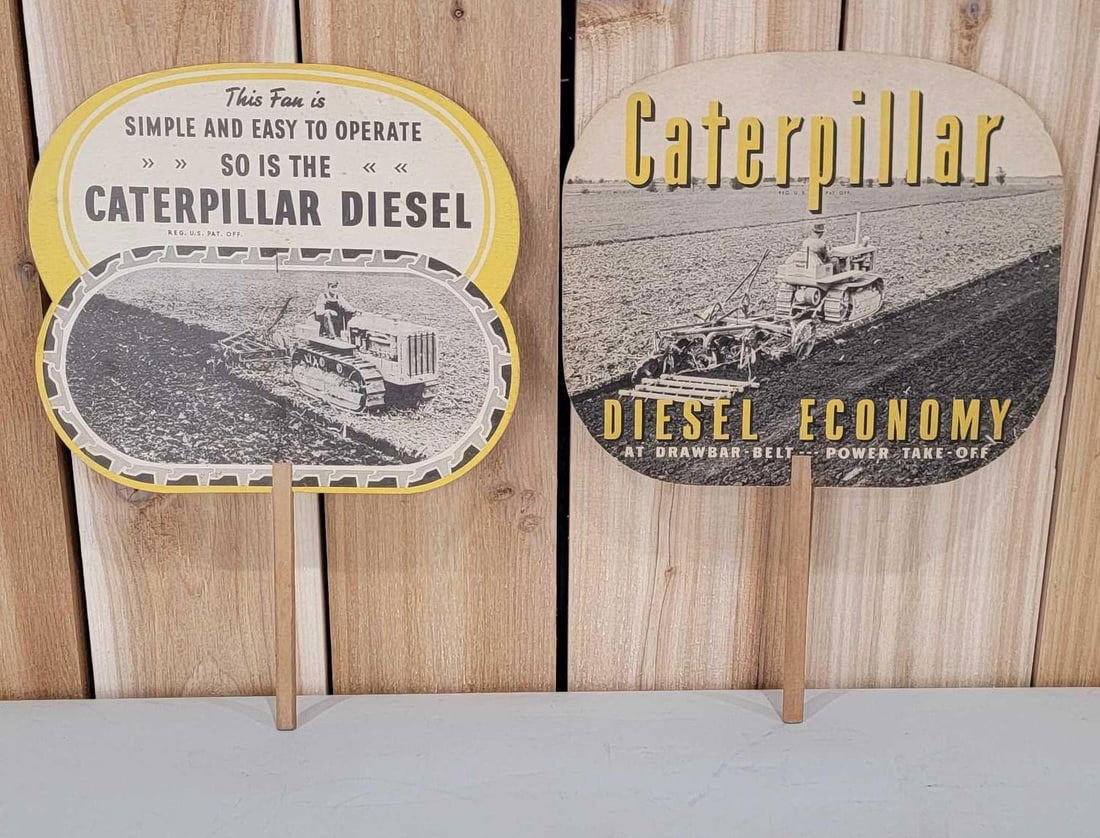 This Fan is
SIMPLE AND EASY TO OPERATE
» » SO IS THE « «
CATERPILLAR DIESEL
REG. U.S. PAT. OFF.
Caterpillar
REG. U.S. PAT. OFF.
DIESEL ECONOMY
AT DRAWBAR-BELT--- POWER TAKE-OFF